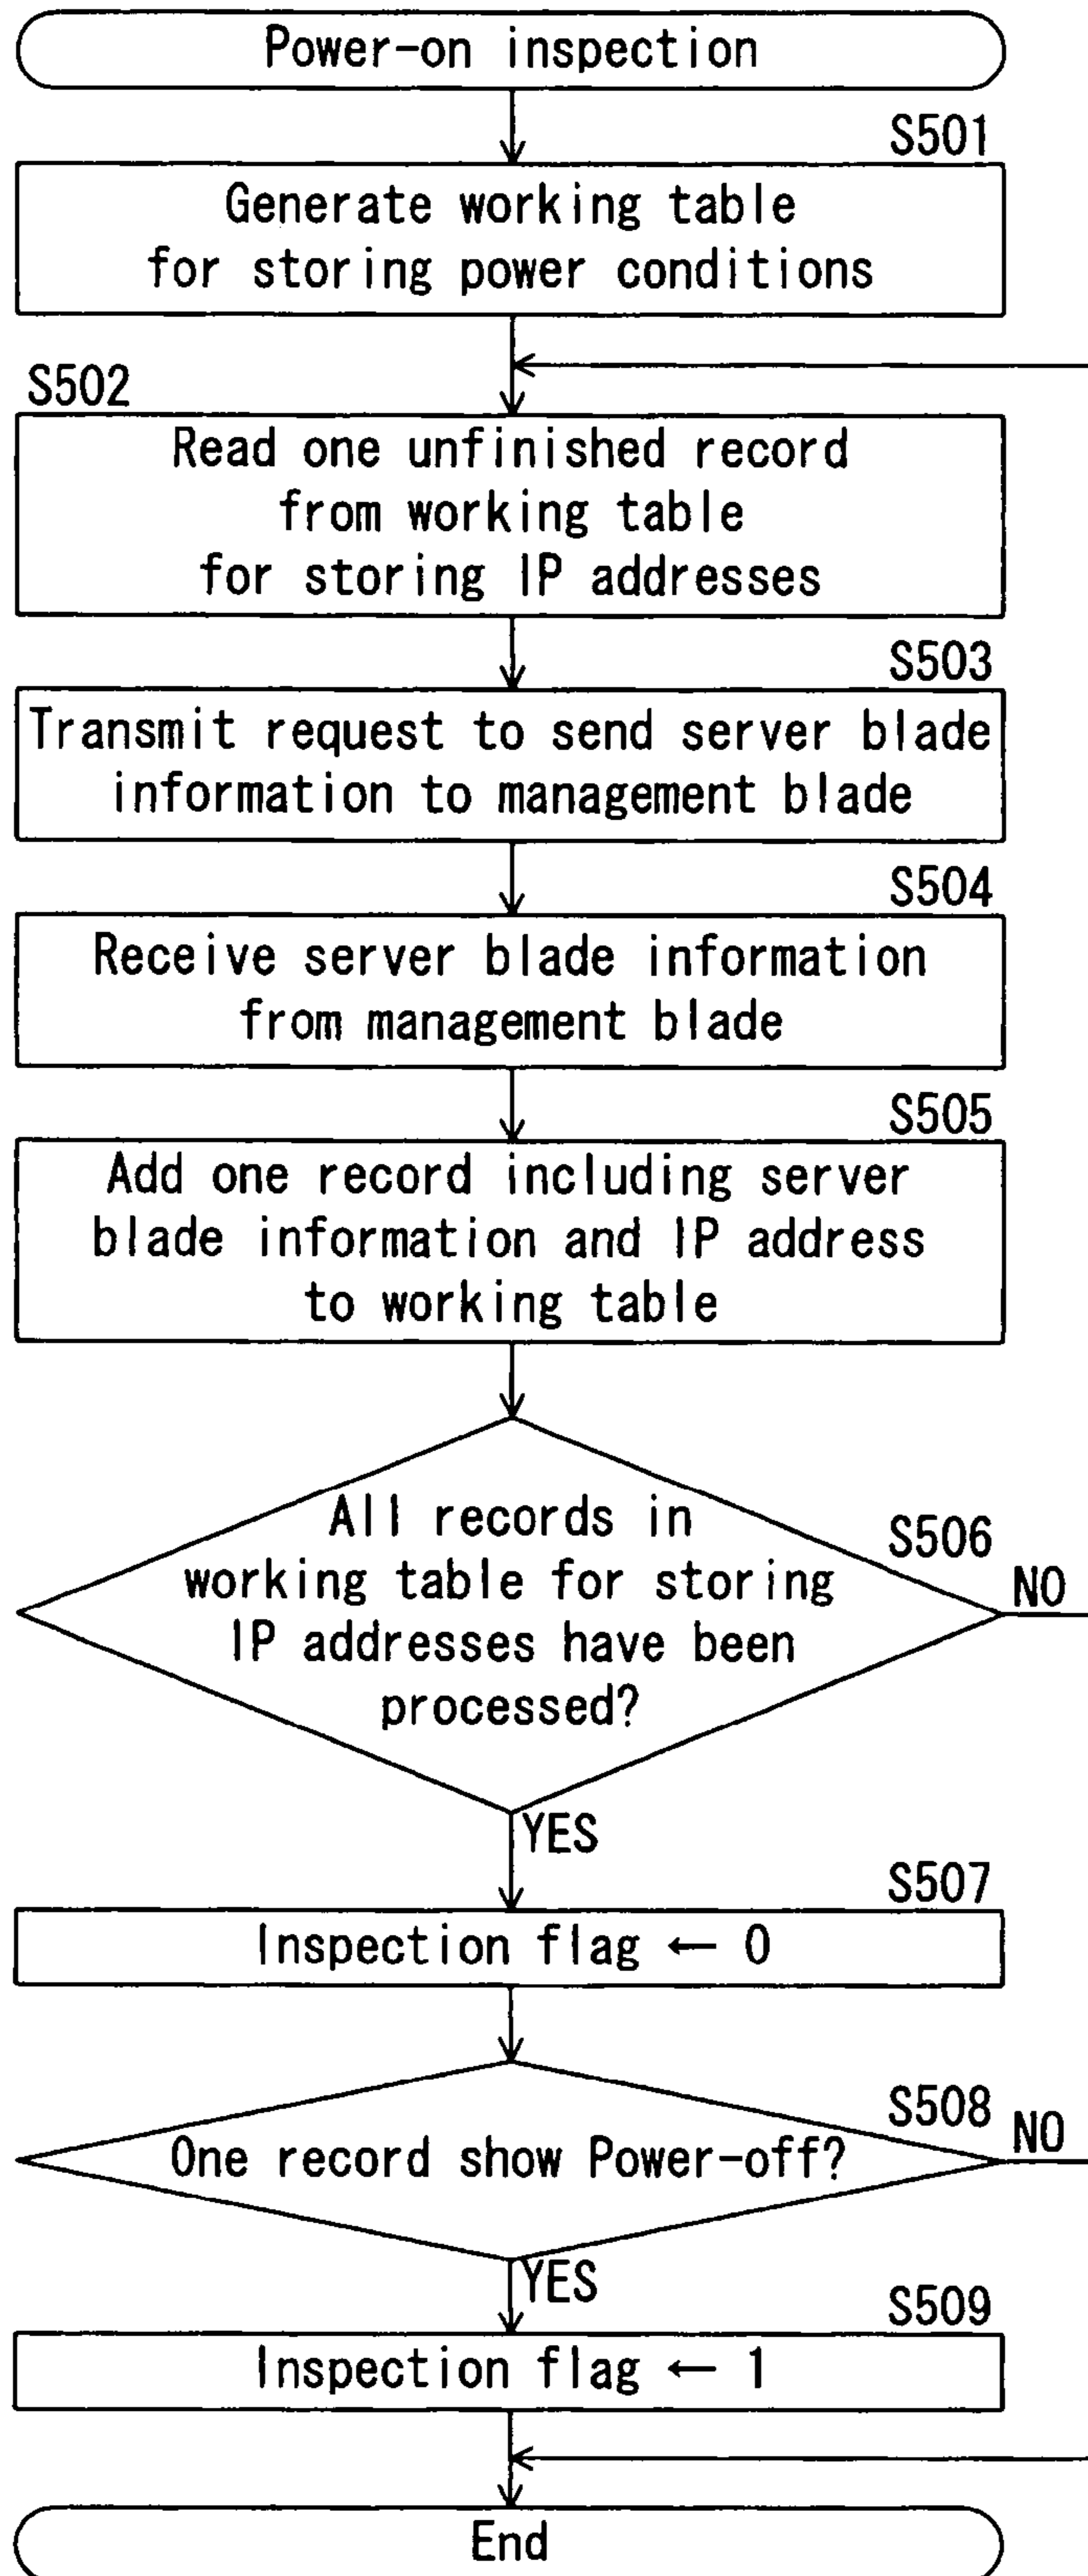 Power-on inspection
S501
Generate working table
for storing power conditions
S502
Read one unfinished record
from working table
for storing IP addresses
S503
Transmit request to send server blade
information to management blade
S504
Receive server blade information
from management blade
S505
Add one record including server
blade information and IP address
to working table
S506
All records in
working table for storing
IP addresses have been
processed?
NO
YES
S507
Inspection flag ← 0
S508
One record show Power-off?
NO
YES
S509
Inspection flag ← 1
End